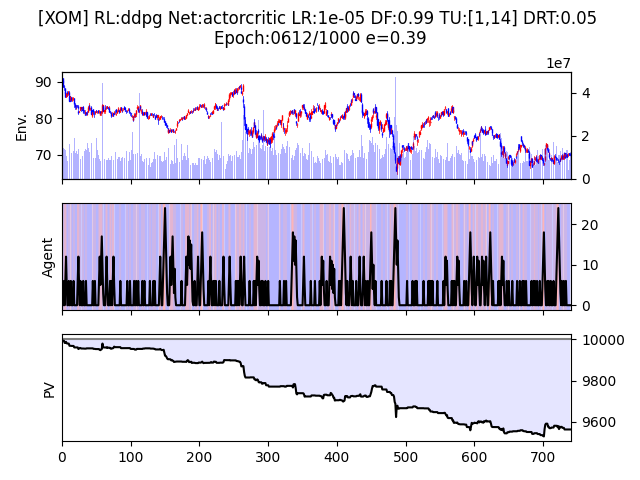 [XOM] RL:ddpg Net:actorcritic LR:1e-05 DF:0.99 TU:[1,14] DRT:0.05
Epoch:0612/1000 e=0.39
1e7
Env.
90
80
70
4
2
0
Agent
20
10
0
PV
10000
9800
9600
0 100 200 300 400 500 600 700